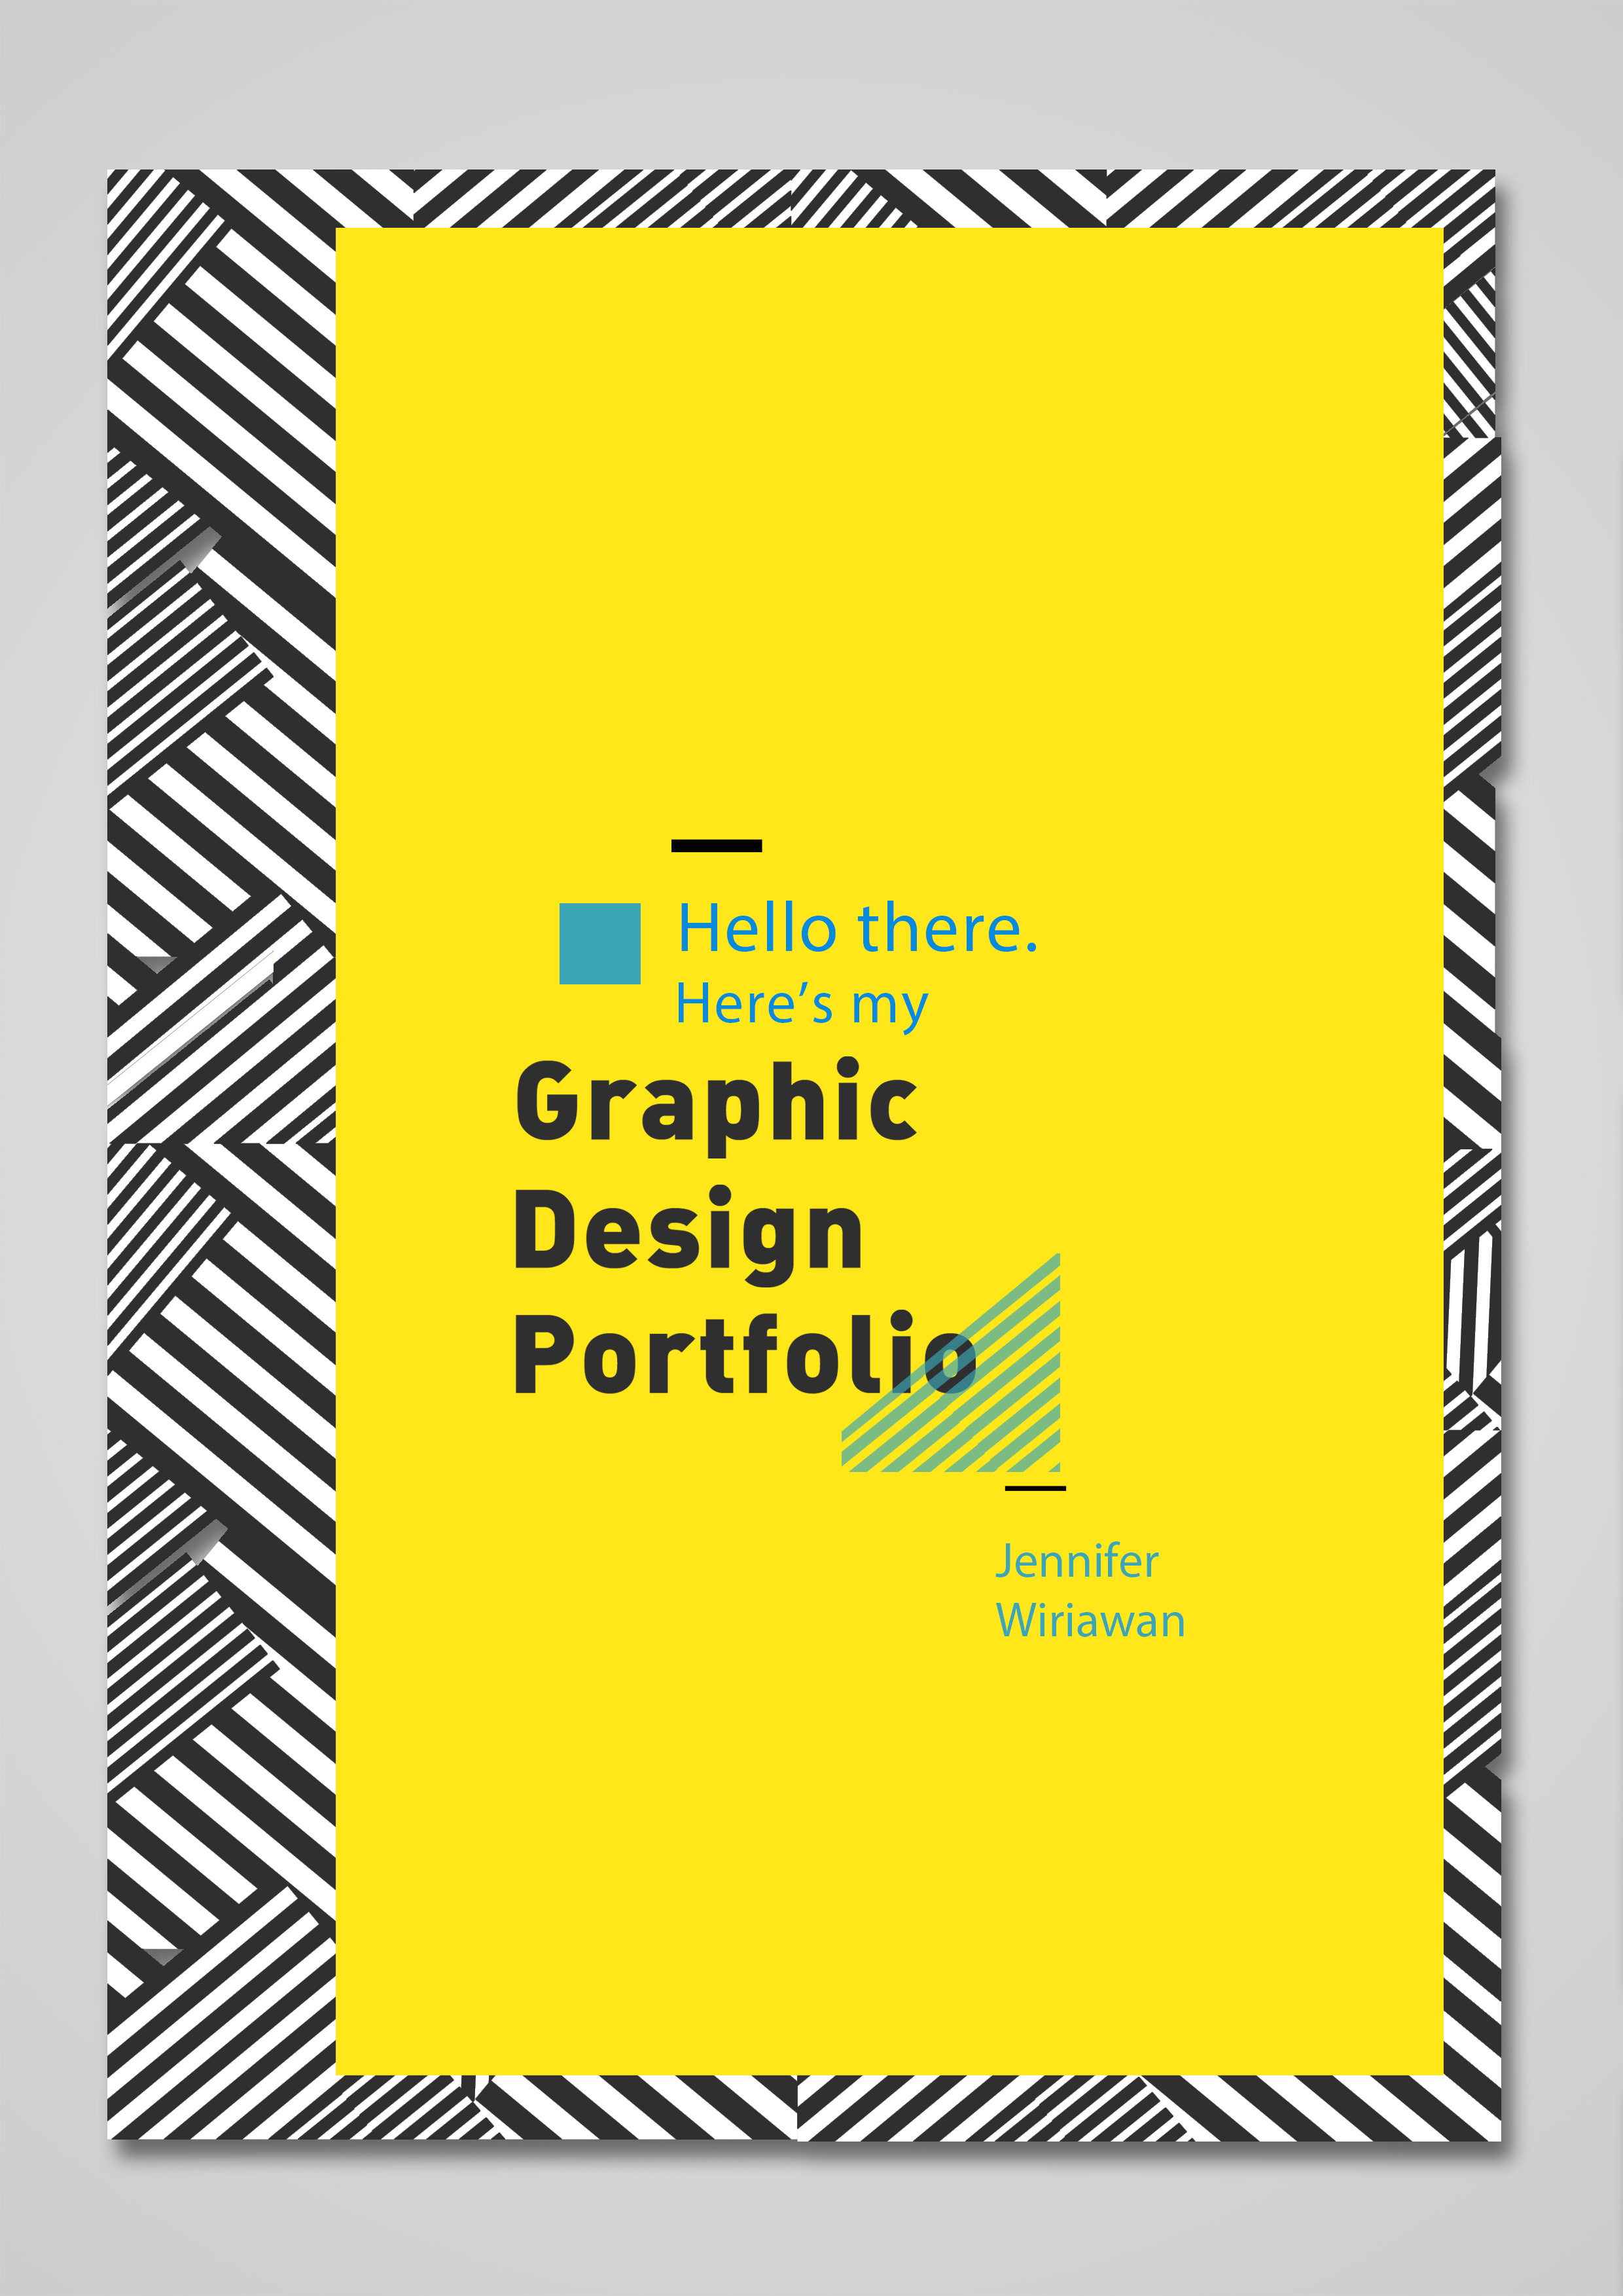 Hello there.
Here’s my
Graphic
Design
Portfolio
Jennifer
Wiriawan